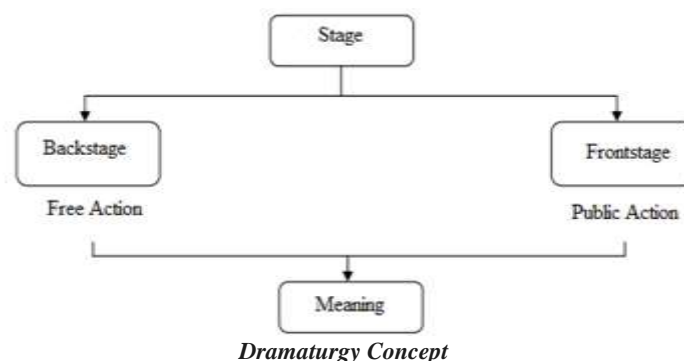 Stage
Backstage
Frontstage
Free Action
Public Action
Meaning
Dramaturgy Concept